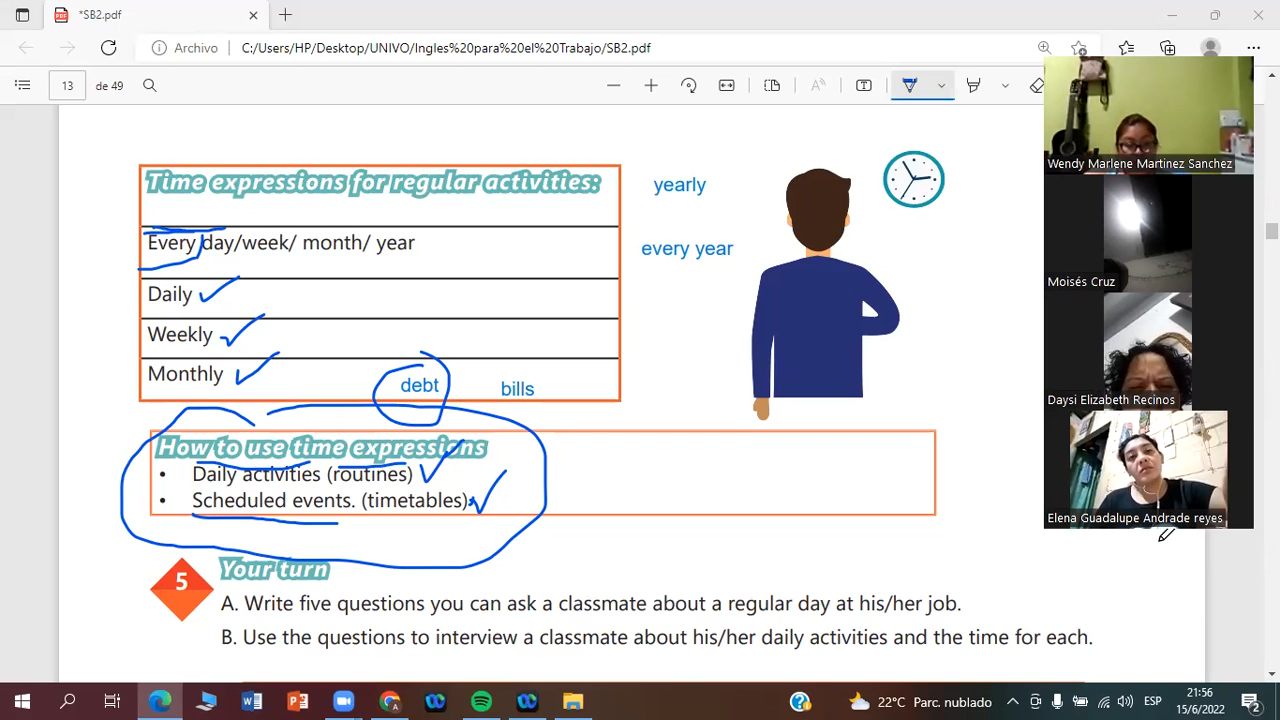 *SB2.pdf
Archivo
C:/Users/HP/Desktop/UNIVO/Ingles%20para%20el%20Trabajo/SB2.pdf
13
de 49
Time expressions for regular activities:
yearly
Every day/week/ month/ year
every year
Daily
Weekly
Monthly
debt
bills
How to use time expressions
• Daily activities (routines)
• Scheduled events. (timetables)
5
Your turn
A. Write five questions you can ask a classmate about a regular day at his/her job.
B. Use the questions to interview a classmate about his/her daily activities and the time for each.
Wendy Marlene Martinez Sanchez
Moisés Cruz
Daysi Elizabeth Recinos
Elena Guadalupe Andrade reyes
22°C Parc. nublado
ESP
21:56
15/6/2022
2